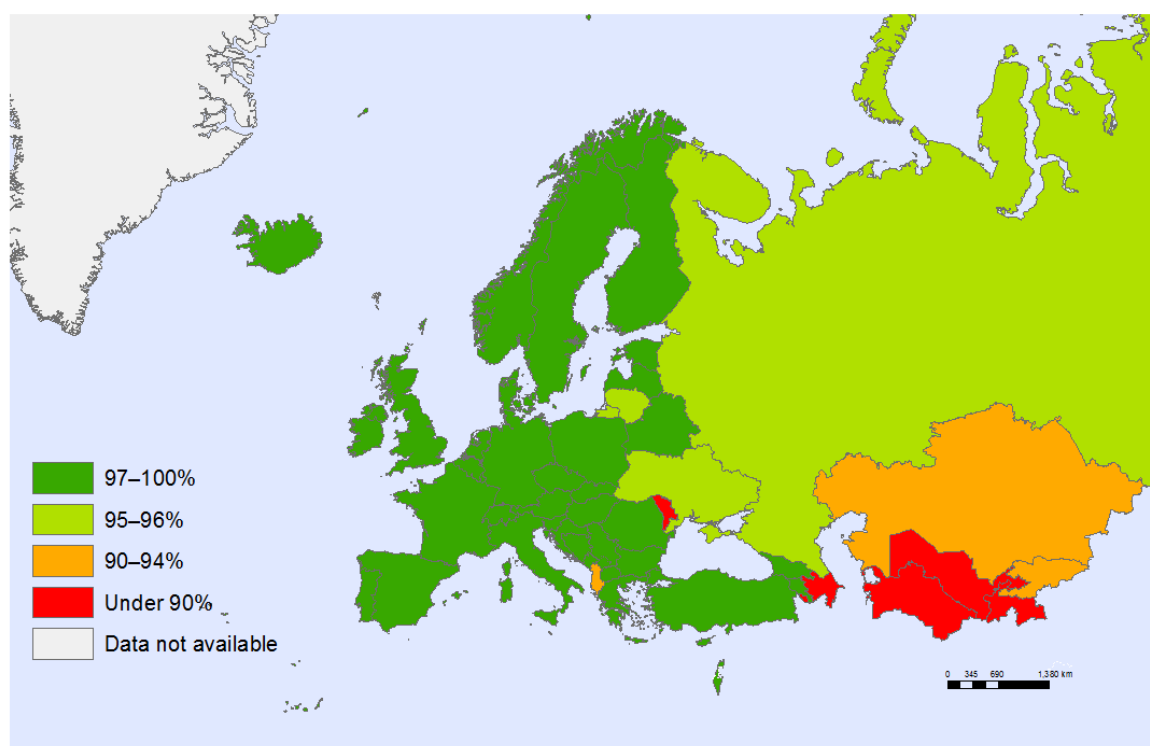 97–100%
95–96%
90–94%
Under 90%
Data not available
0 345 690 1,380 km